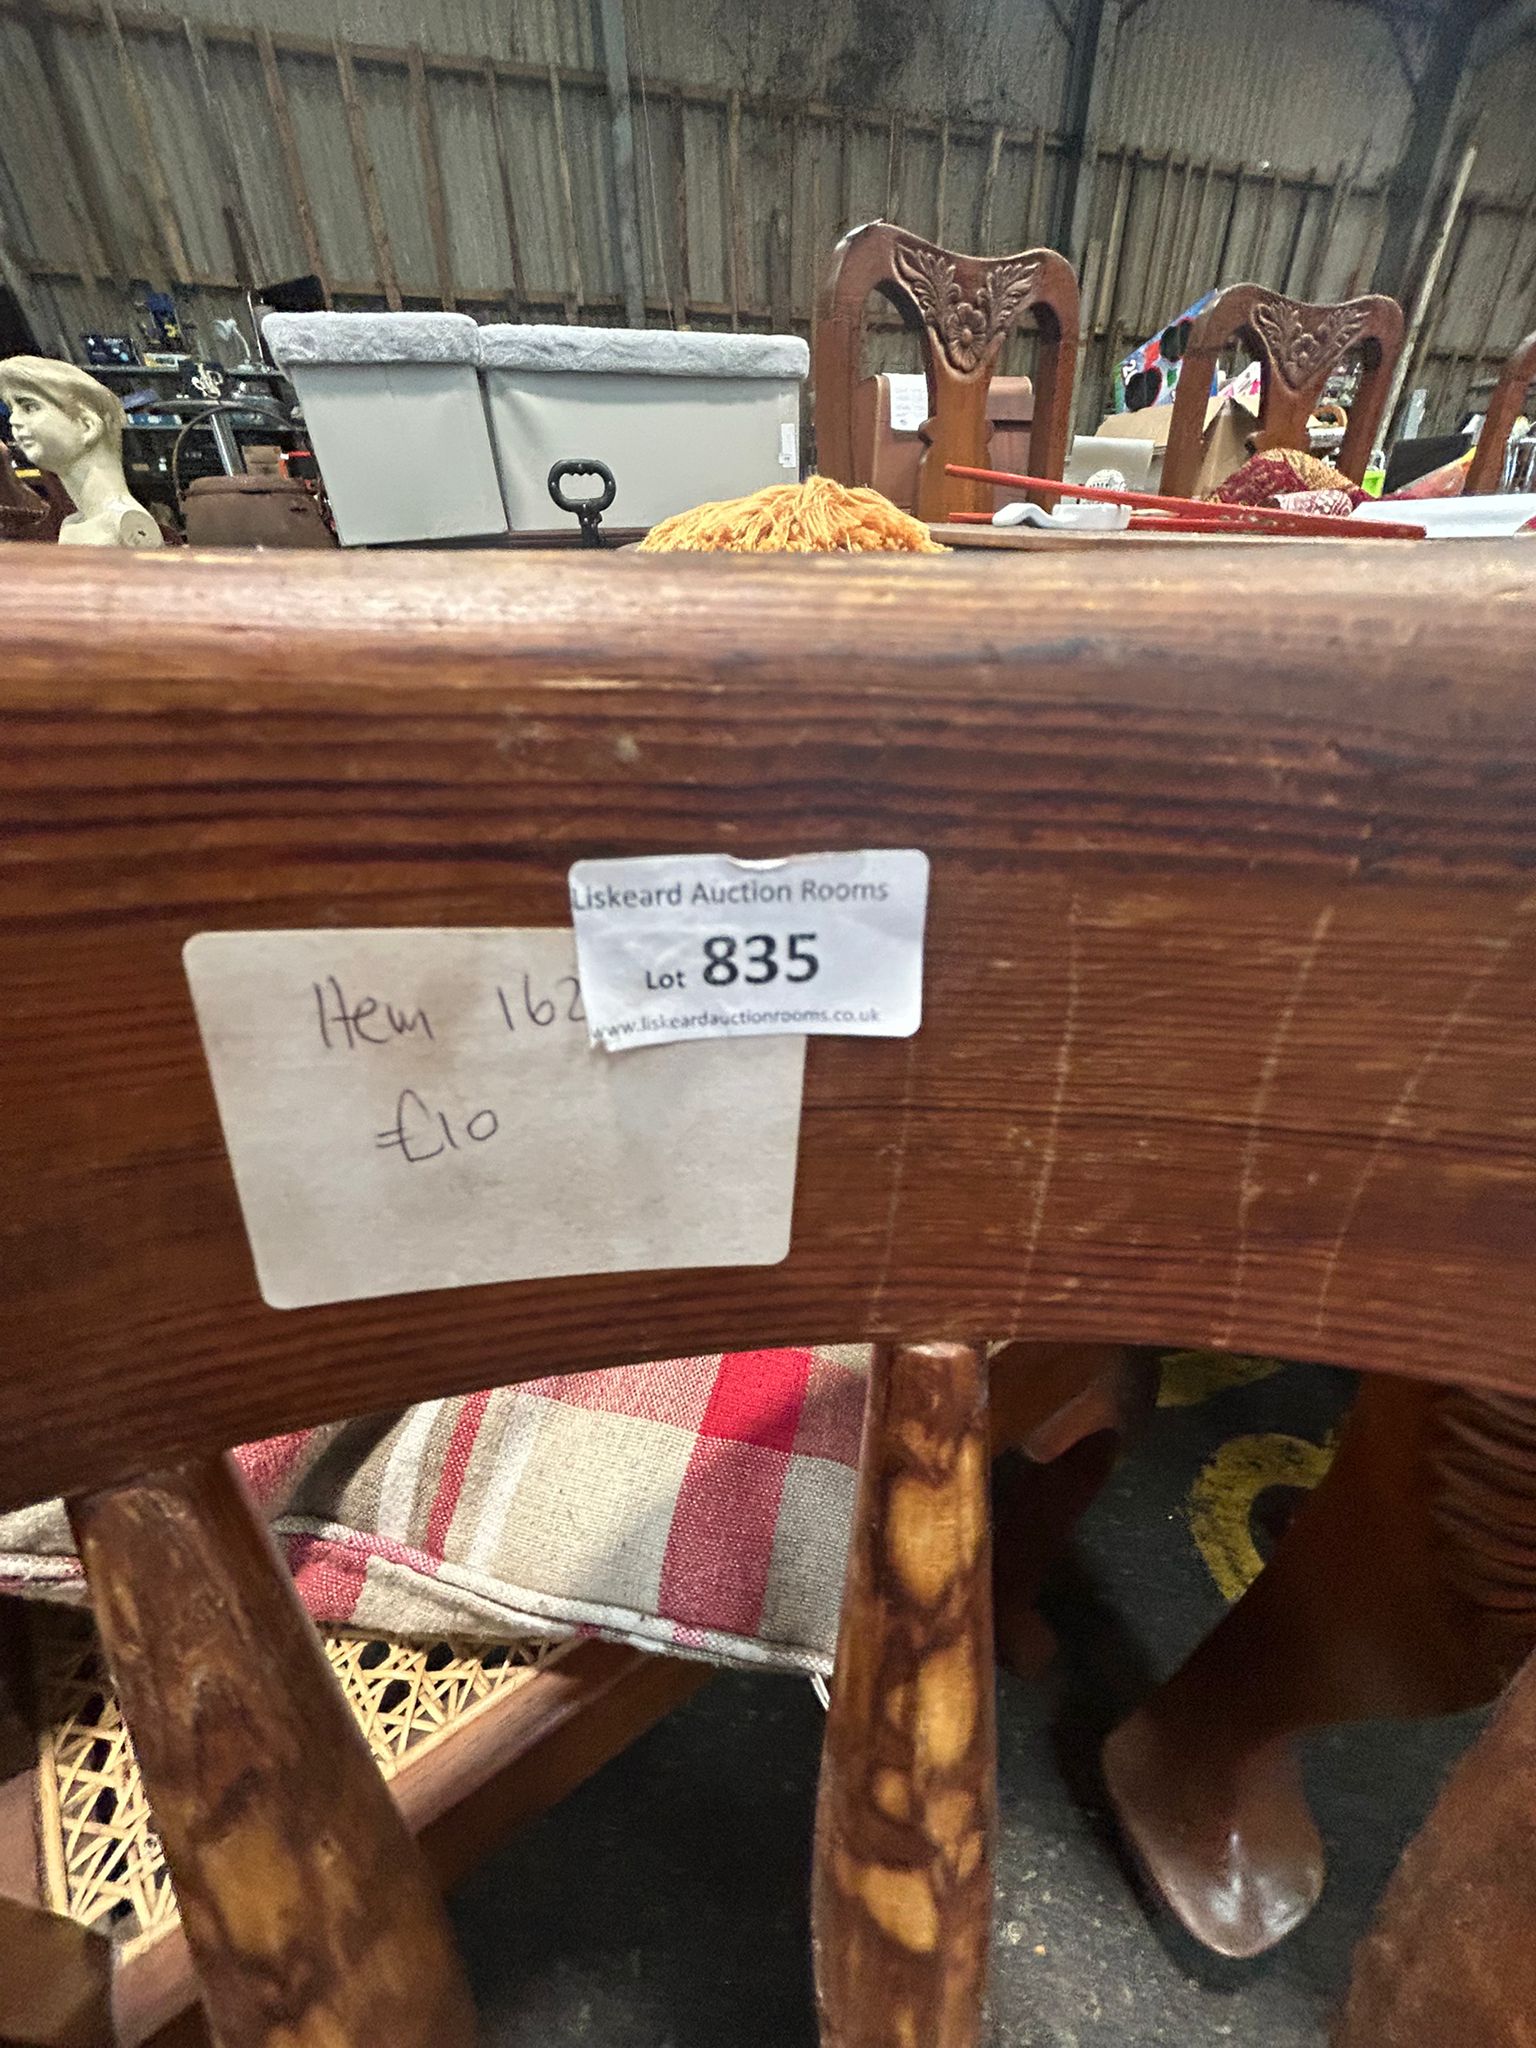 Liskeard Auction Rooms
Lot 835
www.liskeardauctionrooms.co.uk
Item 162
£10